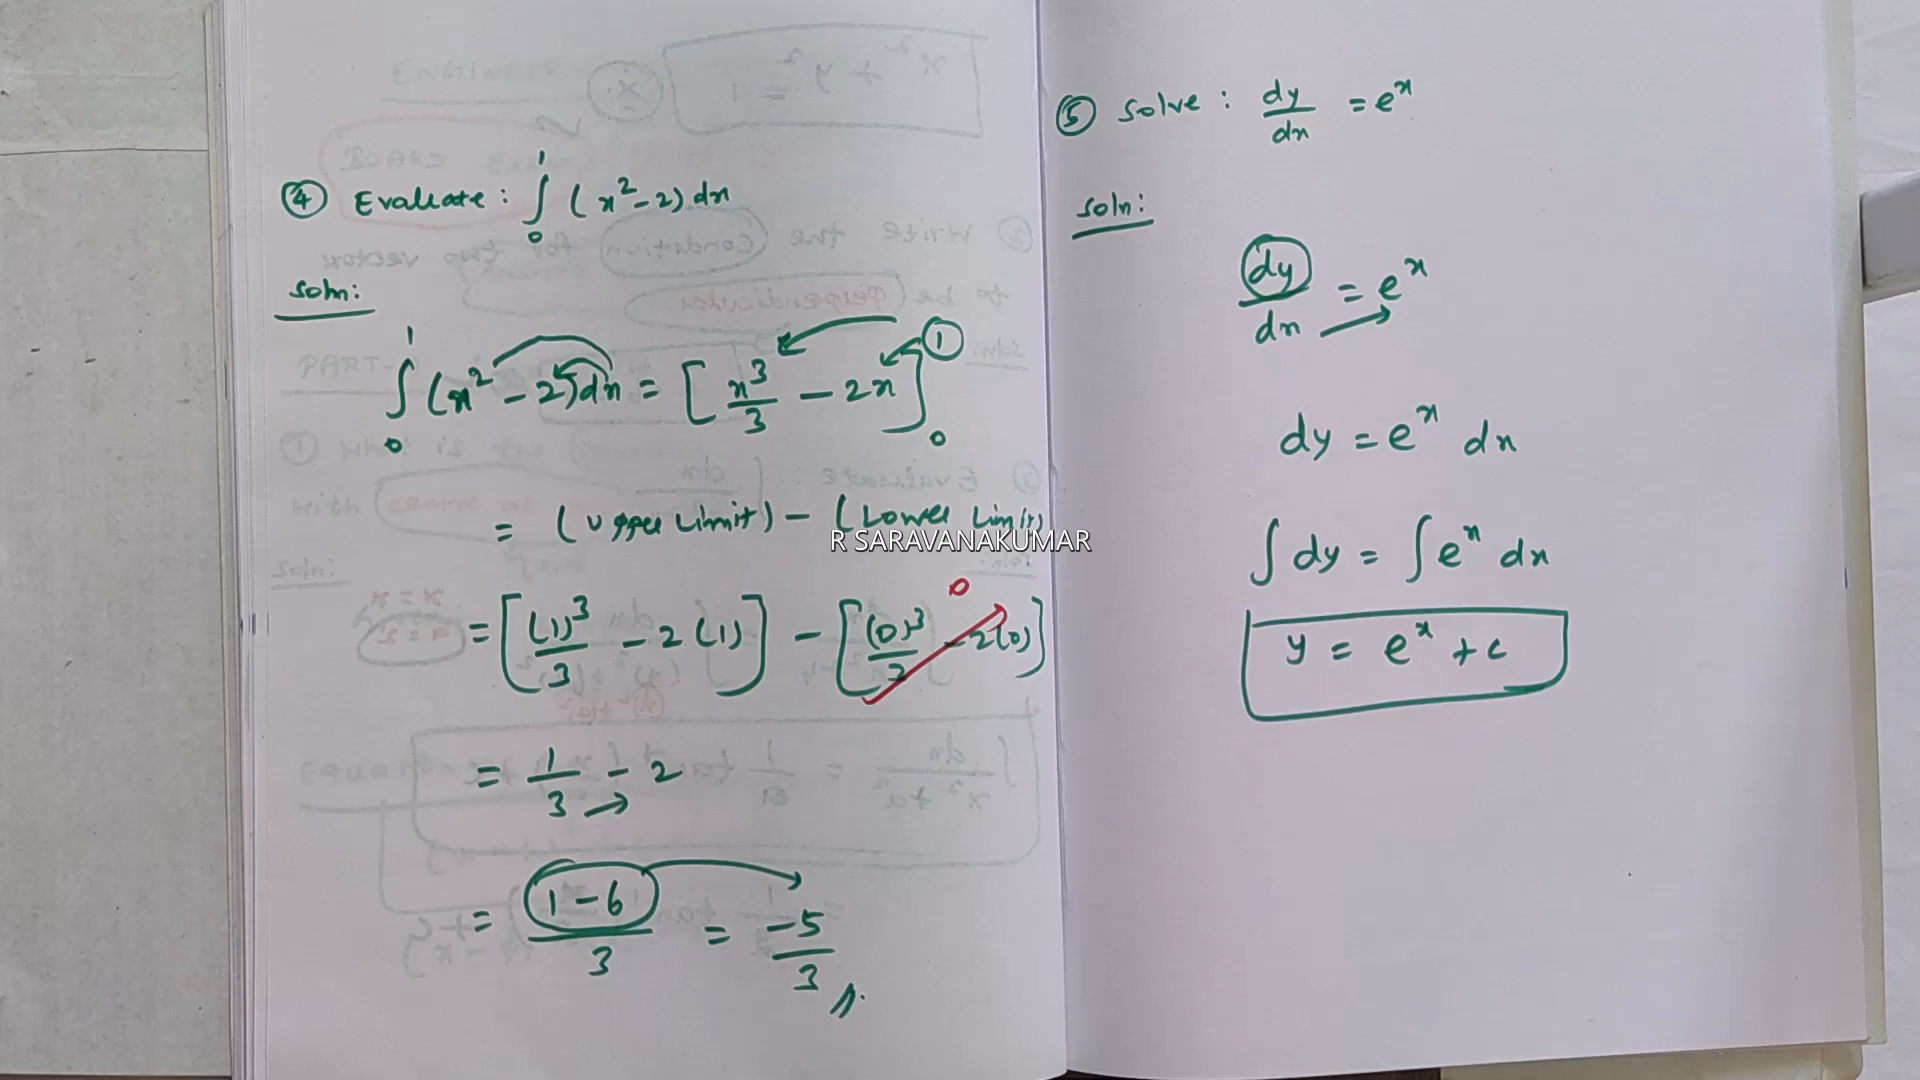 ④ Evaluate: ∫₀¹ (x² - 2) dx
Soln:
∫₀¹ (x² - 2) dx = [x³/3 - 2x]₀¹
= (Upper Limit) - (Lower Limit)
= [(1)³/3 - 2(1)] - [(0)³/3 - 2(0)] 0
= 1/3 - 2
= (1-6)/3 = -5/3 //.
⑤ Solve: dy/dx = eˣ
Soln:
dy/dx = eˣ
dy = eˣ dx
∫ dy = ∫ eˣ dx
y = eˣ + c
R SARAVANAKUMAR